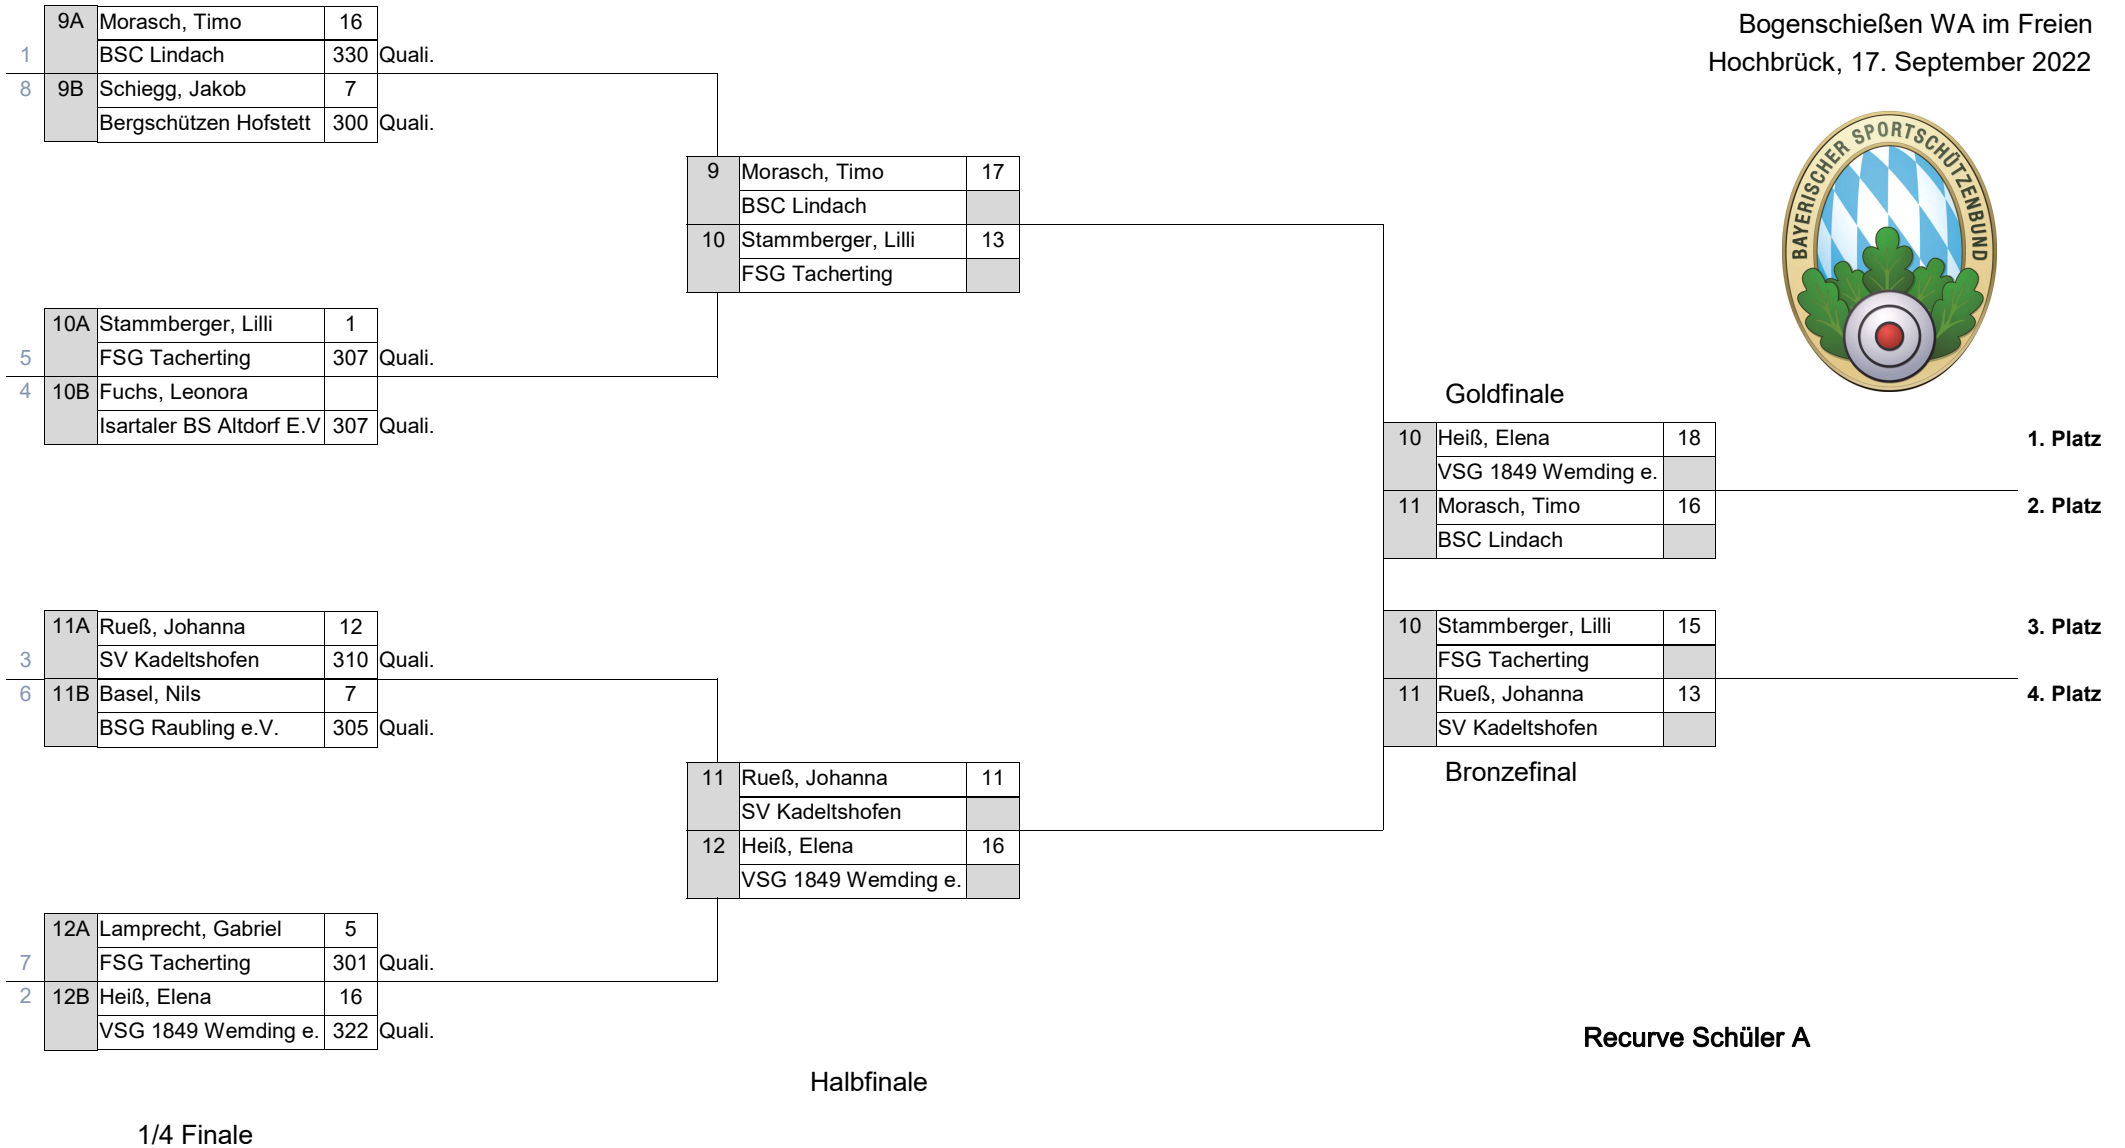 Bogenschießen WA im Freien
Hochbrück, 17. September 2022
BAYERISCHER SPORTSCHÜTZENBUND
9A Morasch, Timo 16
1 BSC Lindach 330 Quali.
8 9B Schiegg, Jakob 7
Bergschützen Hofstett 300 Quali.
9 Morasch, Timo 17
BSC Lindach
10 Stammberger, Lilli 13
FSG Tacherting
10A Stammberger, Lilli 1
5 FSG Tacherting 307 Quali.
4 10B Fuchs, Leonora
Isartaler BS Altdorf E.V 307 Quali.
Goldfinale
10 Heiß, Elena 18 1. Platz
VSG 1849 Wemding e.
11 Morasch, Timo 16 2. Platz
BSC Lindach
11A Rueß, Johanna 12
3 SV Kadeltshofen 310 Quali.
6 11B Basel, Nils 7
BSG Raubling e.V. 305 Quali.
10 Stammberger, Lilli 15 3. Platz
FSG Tacherting
11 Rueß, Johanna 13 4. Platz
SV Kadeltshofen
Bronzefinal
11 Rueß, Johanna 11
SV Kadeltshofen
12 Heiß, Elena 16
VSG 1849 Wemding e.
12A Lamprecht, Gabriel 5
7 FSG Tacherting 301 Quali.
2 12B Heiß, Elena 16
VSG 1849 Wemding e. 322 Quali.
Recurve Schüler A
Halbfinale
1/4 Finale